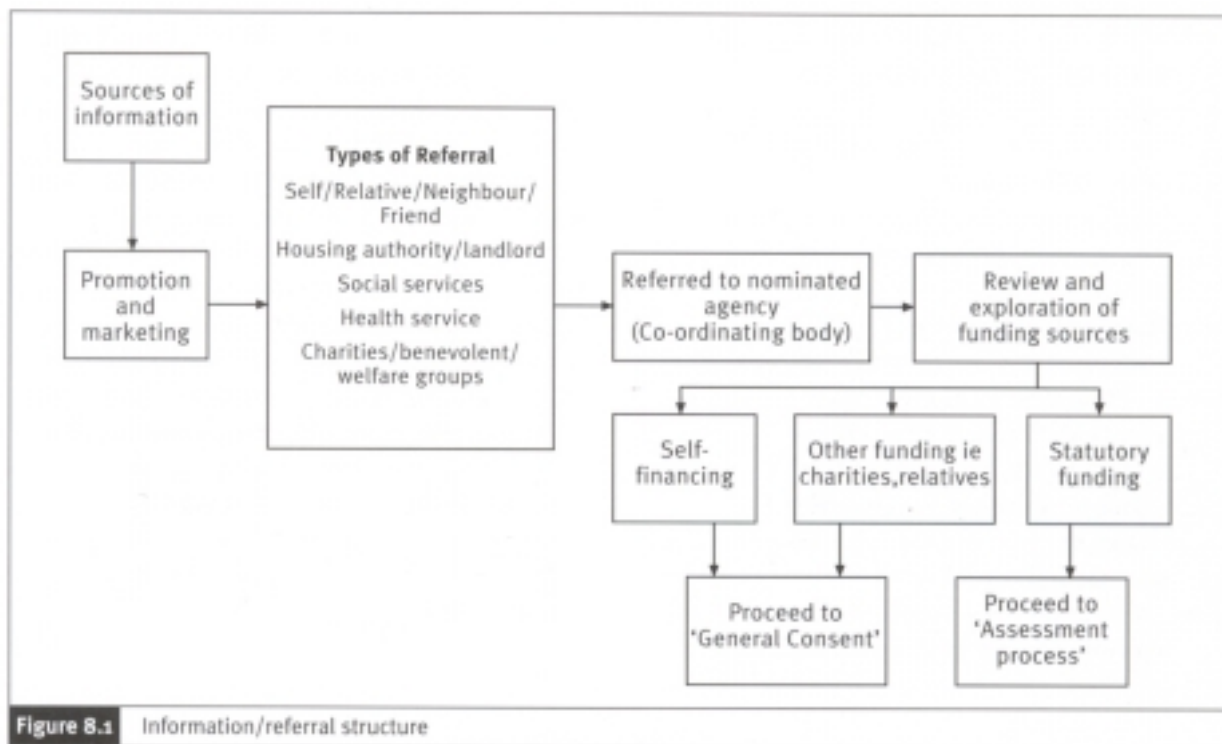 Sources of
information
Promotion
and
marketing
Types of Referral
Self/Relative/Neighbour/
Friend
Housing authority/landlord
Social services
Health service
Charities/benevolent/
welfare groups
Referred to nominated
agency
(Co-ordinating body)
Review and
exploration of
funding sources
Self-
financing
Other funding ie
charities,relatives
Statutory
funding
Proceed to
‘General Consent’
Proceed to
‘Assessment
process’
Figure 8.1 Information/referral structure